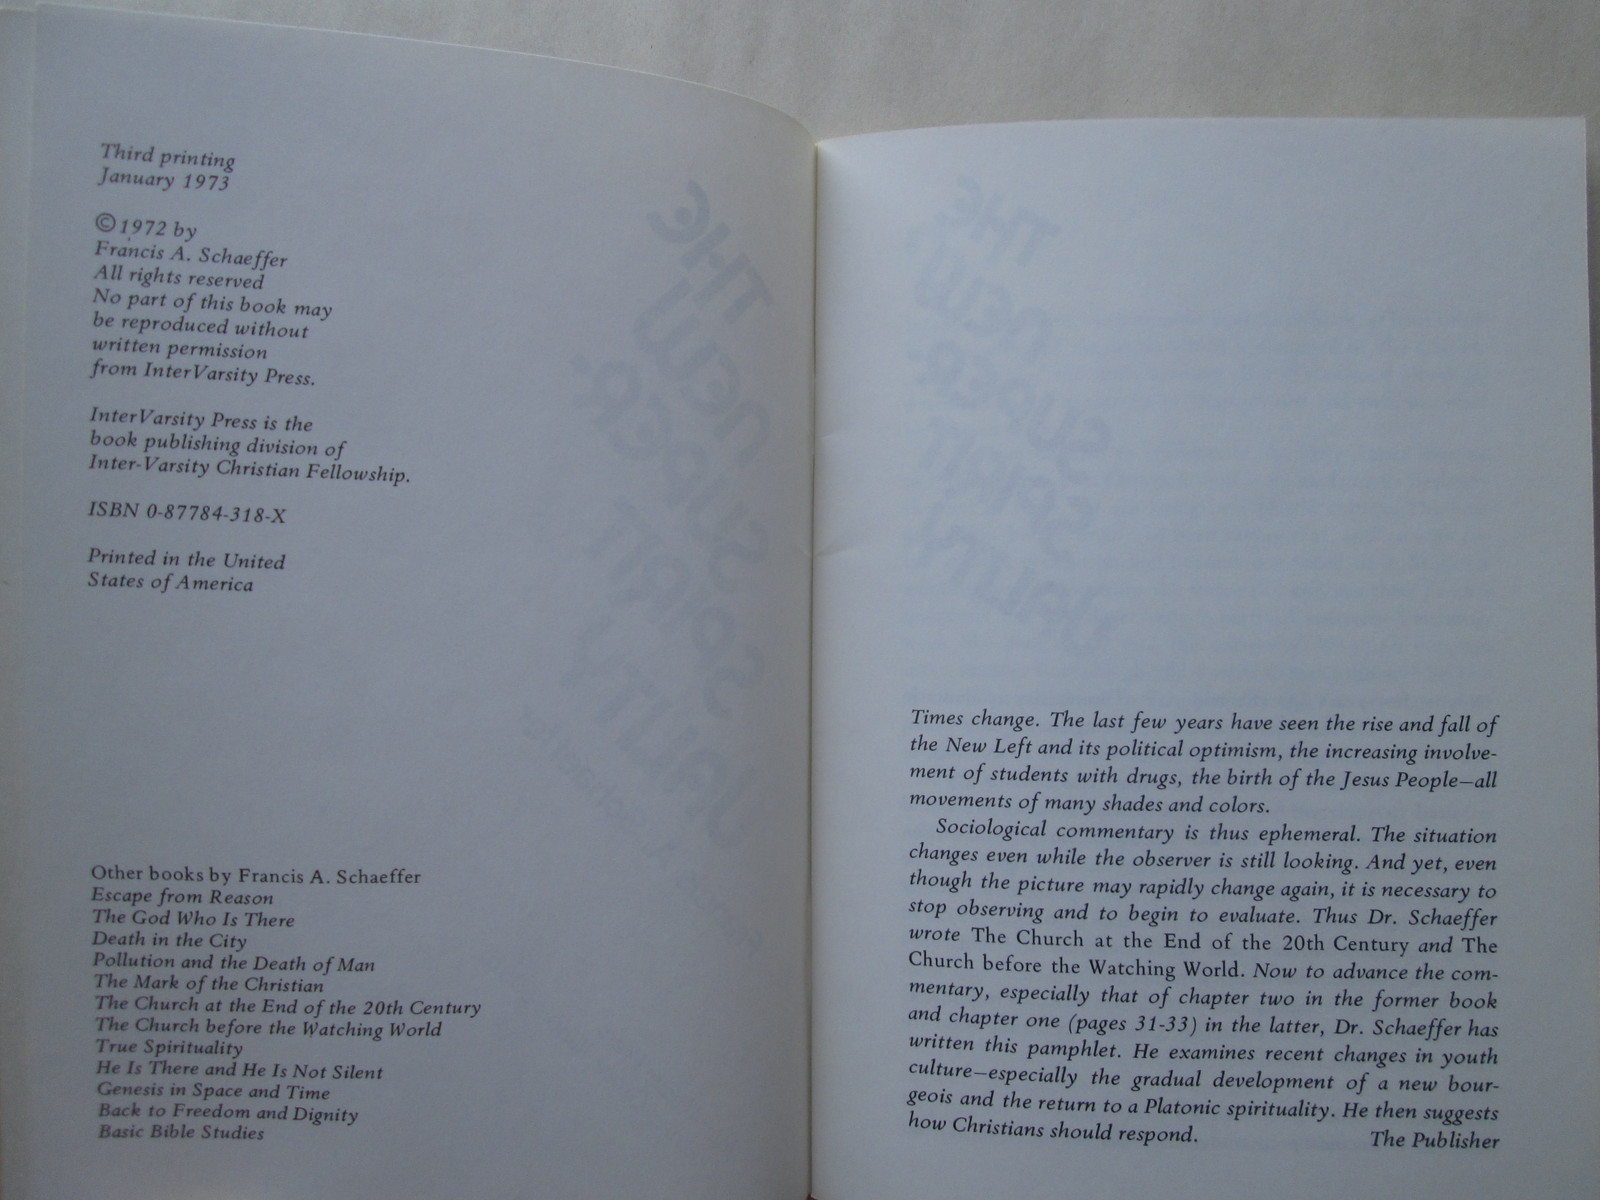 Third printing
January 1973
©1972 by
Francis A. Schaeffer
All rights reserved
No part of this book may
be reproduced without
written permission
from InterVarsity Press.
InterVarsity Press is the
book publishing division of
Inter-Varsity Christian Fellowship.
ISBN 0-87784-318-X
Printed in the United
States of America
Other books by Francis A. Schaeffer
Escape from Reason
The God Who Is There
Death in the City
Pollution and the Death of Man
The Mark of the Christian
The Church at the End of the 20th Century
The Church before the Watching World
True Spirituality
He Is There and He Is Not Silent
Genesis in Space and Time
Back to Freedom and Dignity
Basic Bible Studies
Times change. The last few years have seen the rise and fall of
the New Left and its political optimism, the increasing involve-
ment of students with drugs, the birth of the Jesus People—all
movements of many shades and colors.
Sociological commentary is thus ephemeral. The situation
changes even while the observer is still looking. And yet, even
though the picture may rapidly change again, it is necessary to
stop observing and to begin to evaluate. Thus Dr. Schaeffer
wrote The Church at the End of the 20th Century and The
Church before the Watching World. Now to advance the com-
mentary, especially that of chapter two in the former book
and chapter one (pages 31-33) in the latter, Dr. Schaeffer has
written this pamphlet. He examines recent changes in youth
culture—especially the gradual development of a new bour-
geois and the return to a Platonic spirituality. He then suggests
how Christians should respond. The Publisher